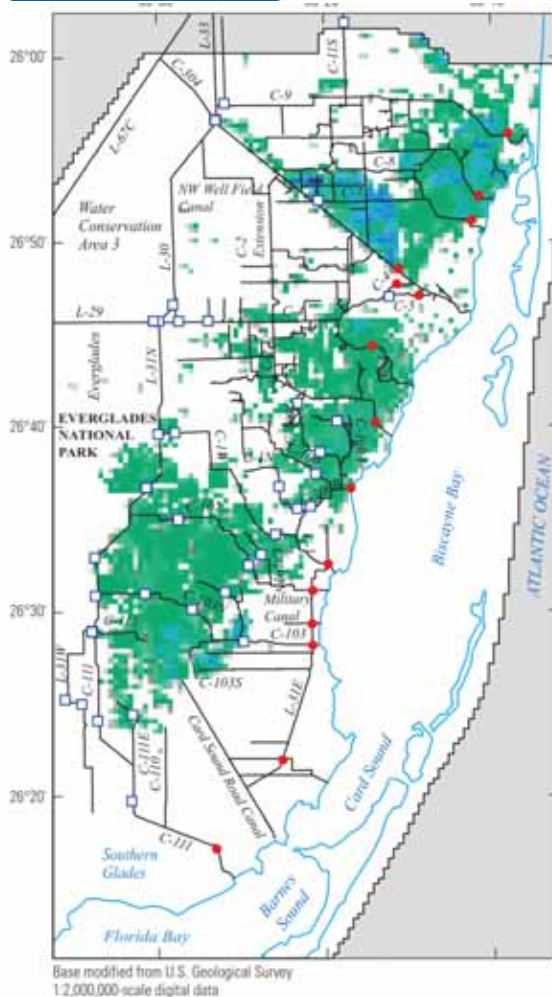 L-33
C-11S
26°00'
C-304
C-9
L-67C
C-8
C-7
NW Well Field
Canal
Water
Conservation
Area 3
26°50'
C-2
Extension
L-30
C-3
L-29
Everglades
L-31N
EVERGLADES
NATIONAL
PARK
26°40'
C-1W
Biscayne Bay
ATLANTIC OCEAN
26°30'
Military
Canal
C-103
L-31W
C-111
C-103S
L-31E
C-111E
C-110
Card Sound Road Canal
Card Sound
26°20'
C-111
Southern
Glades
Barnes
Sound
Florida Bay
Base modified from U.S. Geological Survey
1:2,000,000-scale digital data